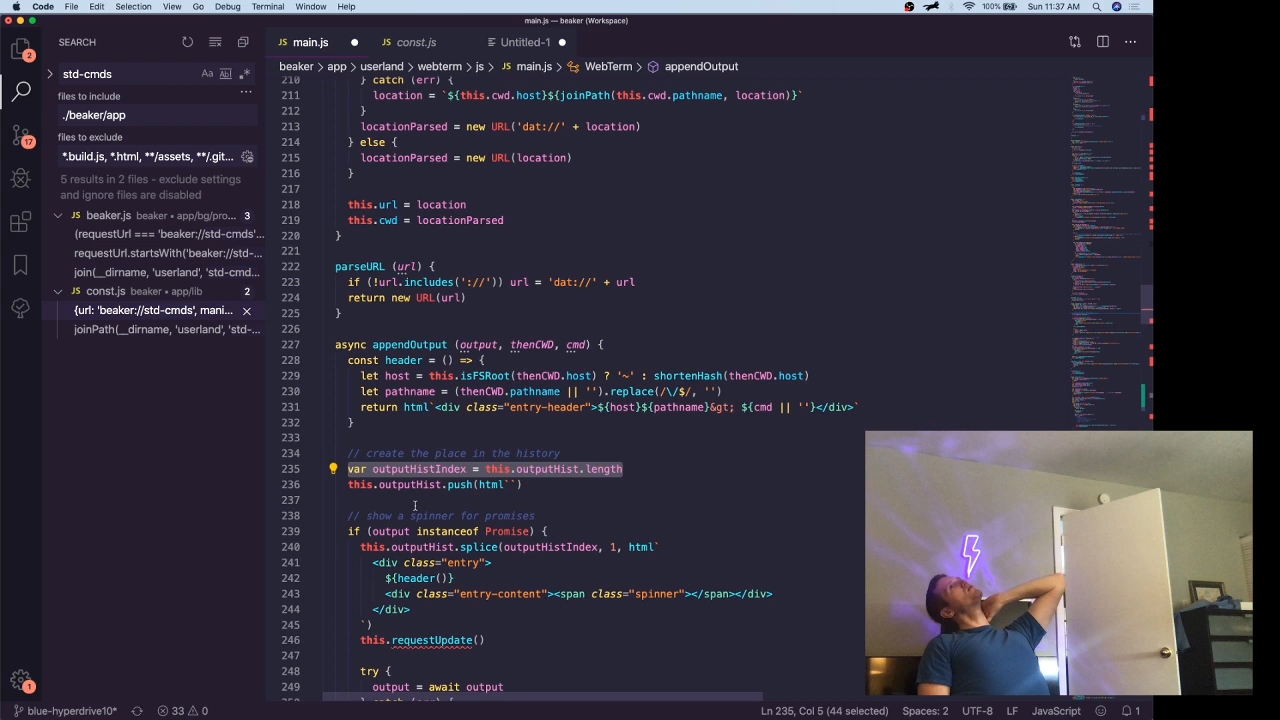 Code File Edit Selection View Go Debug Terminal Window Help 100% Sun 11:37 AM
main.js — beaker (Workspace)
SEARCH
main.js
const.js
Untitled-1
std-cmds
Aa
beaker > app > userland > webterm > js > main.js > WebTerm > appendOutput
files to include
./beaker/
files to exclude
*.build.js, *.html, **/assets, **/dist,...
5 results in 2 files - exclude settings
and ignore files are disabled
beaker.js beaker • app/bg/pro... 3
(requestUrl === 'beaker://std-cmds'...
requestUrl.startsWith('beaker://std-...
join(__dirname, 'userland', 'std-cmd...
const.js beaker • app/lib 2
{url: 'beaker://std-cmds', mani...
joinPath(__dirname, 'userland', 'std-...
210 } catch (err) {
211 location = `${this.cwd.host}${joinPath(this.cwd.pathname, location)}`
212 }
213 locationParsed = new URL('dat://' + location)
214 } else {
215 locationParsed = new URL(location)
216 }
217
218 this.url = location
219 this.cwd = locationParsed
220 }
221
222 parseURL (url) {
223 if (!url.includes('://')) url = 'dat://' + url
224 return new URL(url)
225 }
226
227 async appendOutput (output, thenCWD, cmd) {
228 const header = () => {
229 let host = this.isFSRoot(thenCWD.host) ? '~' : shortenHash(thenCWD.host)
230 let pathname = (thenCWD.pathname || '').replace(/\/$/, '')
231 return html`<div class="entry-header">${host}${pathname}&gt; ${cmd || ''}</div>`
232 }
233
234 // create the place in the history
235 var outputHistIndex = this.outputHist.length
236 this.outputHist.push(html``)
237
238 // show a spinner for promises
239 if (output instanceof Promise) {
240 this.outputHist.splice(outputHistIndex, 1, html`
241 <div class="entry">
242 ${header()}
243 <div class="entry-content"><span class="spinner"></span></div>
244 </div>
245 `)
246 this.requestUpdate()
247
248 try {
249 output = await output
2
17
1
blue-hyperdrive10* 33 0 Ln 235, Col 5 (44 selected) Spaces: 2 UTF-8 LF JavaScript 1